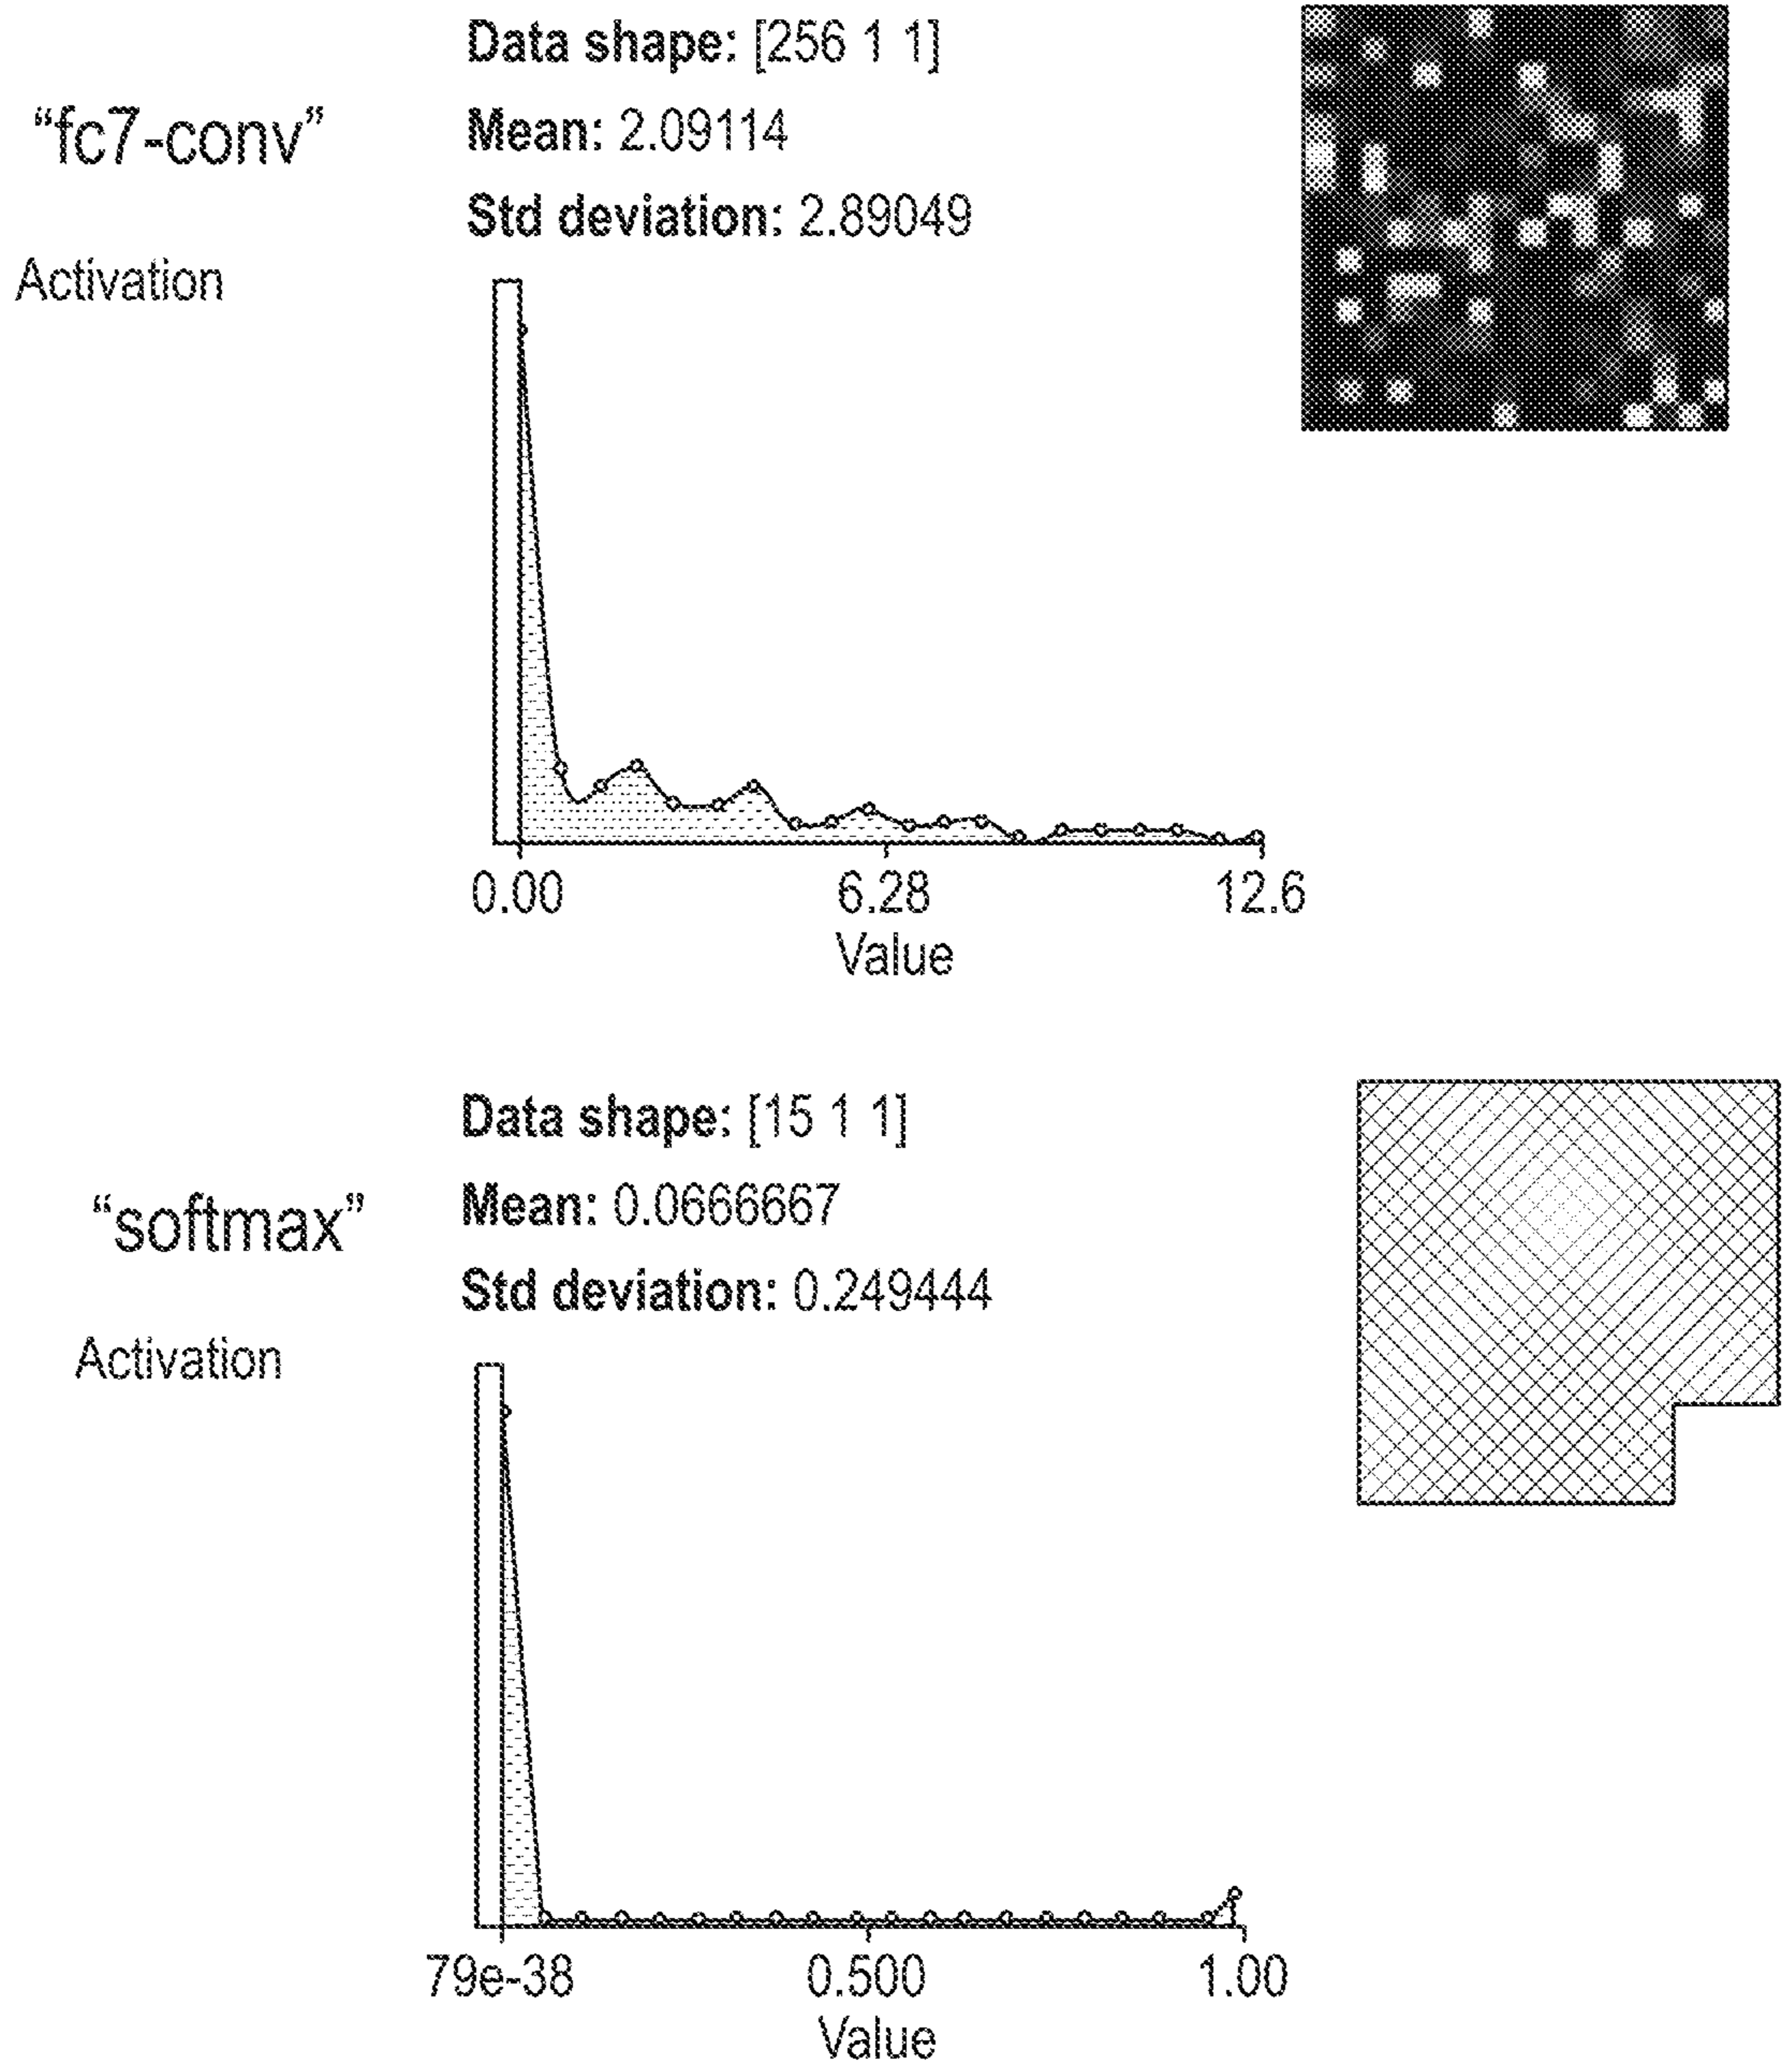 Data shape: [256 1 1]
“fc7-conv”
Mean: 2.09114
Std deviation: 2.89049
Activation
0.00 6.28 12.6
Value
Data shape: [15 1 1]
“softmax”
Mean: 0.0666667
Std deviation: 0.249444
Activation
79e-38 0.500 1.00
Value